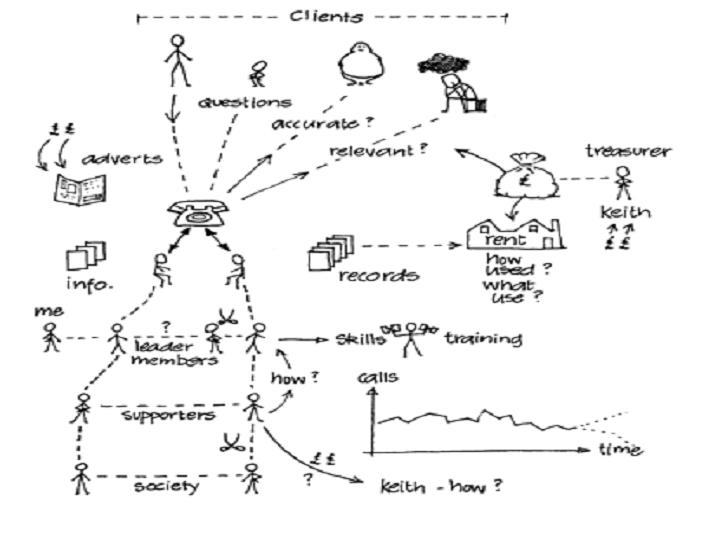 Clients
questions
accurate ?
relevant ?
££
adverts
treasurer
£
keith
££
rent
how
used ?
what
use ?
info.
records
me
?
leader
members
skills
training
how ?
calls
supporters
time
££
?
society
keith - how ?